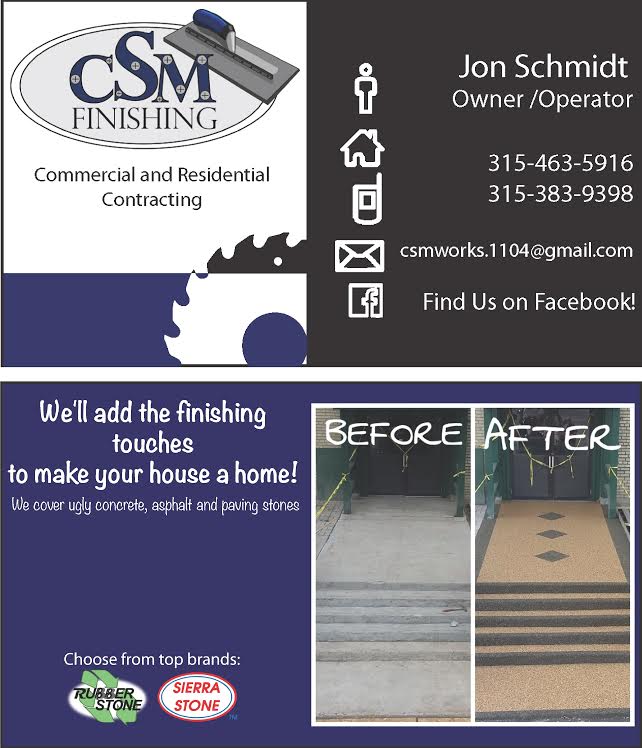 CSM
FINISHING
Commercial and Residential
Contracting
Jon Schmidt
Owner /Operator
315-463-5916
315-383-9398
csmworks.1104@gmail.com
Find Us on Facebook!
We'll add the finishing
touches
to make your house a home!
We cover ugly concrete, asphalt and paving stones
Choose from top brands:
RUBBER
STONE
SIERRA
STONE
TM
BEFORE
AFTER